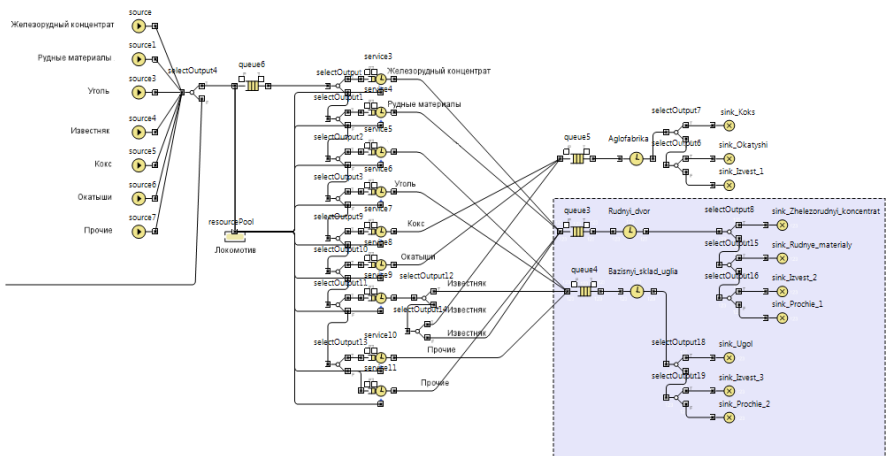 source
Железорудный концентрат
source1
Рудные материалы
selectOutput4
source3
Уголь
source4
Известняк
source5
Кокс
source6
Окатыши
source7
Прочие
queue6
resourcePool
Локомотив
selectOutput
service3
Железорудный концентрат
selectOutput1
service4
Рудные материалы
selectOutput2
service5
selectOutput3
service6
Уголь
selectOutput9
service7
Кокс
selectOutput10
service8
Окатыши
selectOutput11
service9
selectOutput12
Известняк
selectOutput14
Известняк
Известняк
selectOutput13
service10
Прочие
service11
Прочие
queue5
Aglofabrika
selectOutput7
sink_Koks
selectOutput6
sink_Okatyshi
sink_Izvest_1
queue3
Rudnyi_dvor
selectOutput8
sink_Zhelezorudnyi_koncentrat
selectOutput15
sink_Rudnye_materialy
queue4
Bazisnyi_sklad_uglia
selectOutput16
sink_Izvest_2
sink_Prochie_1
selectOutput18
sink_Ugol
selectOutput19
sink_Izvest_3
sink_Prochie_2